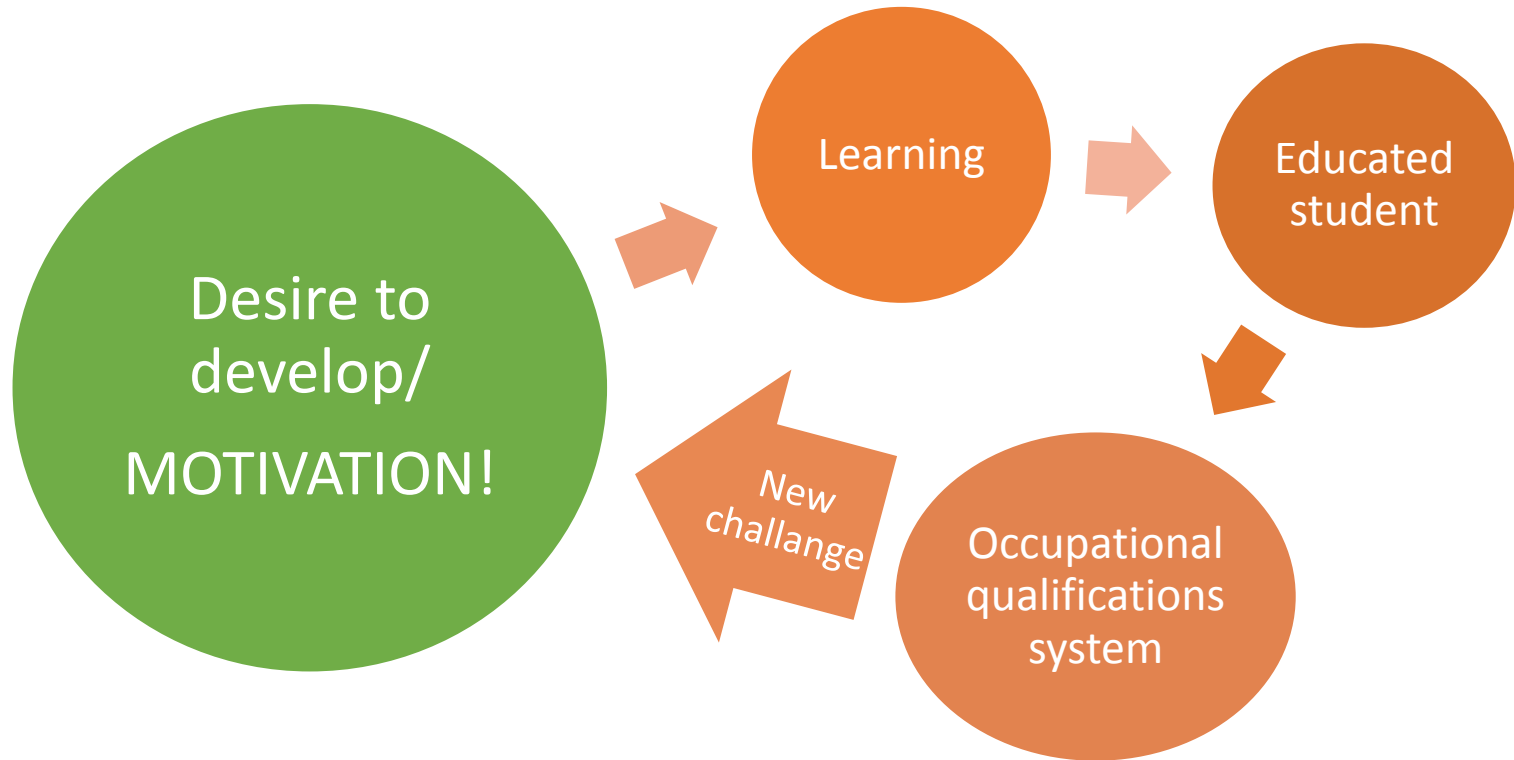 Desire to
develop/
MOTIVATION!
Learning
Educated
student
Occupational
qualifications
system
New
challange